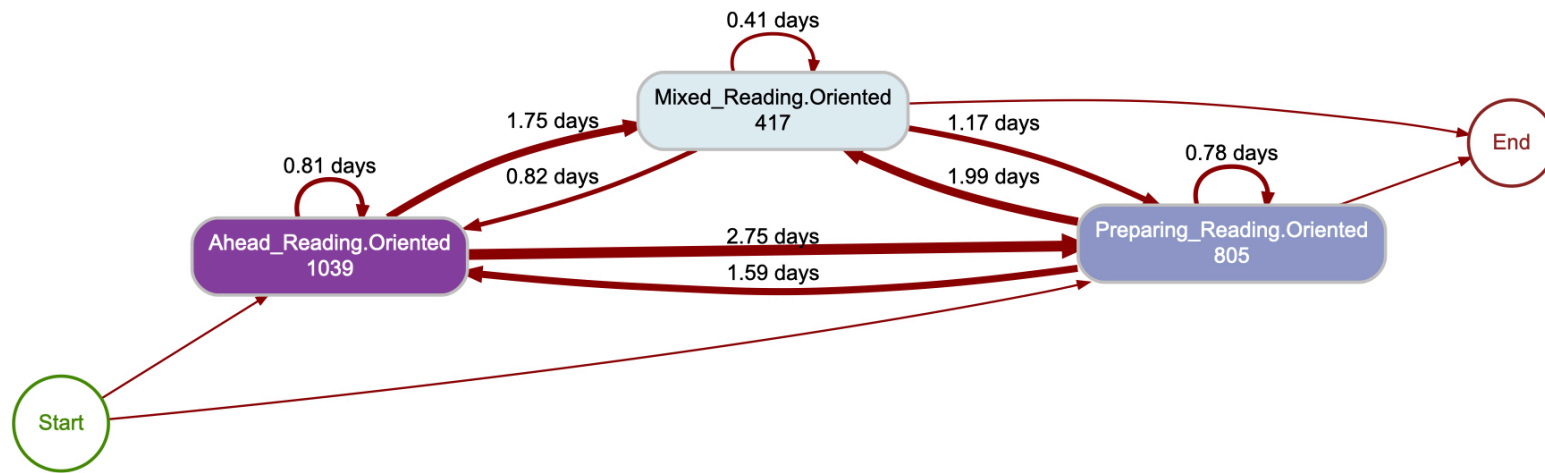 0.41 days
Mixed_Reading.Oriented
417
1.75 days
1.17 days
End
0.81 days
0.82 days
1.99 days
0.78 days
Ahead_Reading.Oriented
1039
2.75 days
Preparing_Reading.Oriented
805
1.59 days
Start